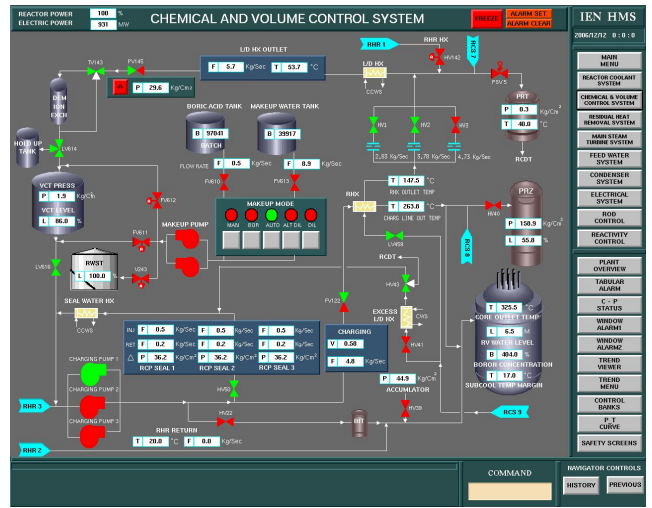 REACTOR POWER 100 %
ELECTRIC POWER 931 MW
CHEMICAL AND VOLUME CONTROL SYSTEM
FREEZE
ALARM SET
ALARM CLEAR
IEN HMS
2006/12/12 0 : 0 : 0
RHR 1
RHR HX
HV142
RCS 7
L/D HX OUTLET
F 5.7 Kg/Sec T 53.7 °C
TV143
PV145
P 29.6 Kg/Cm2
L/D HX
CCWS
PSV5
PRT
P 0.3 Kg/Cm2
T 40.0 °C
RCDT
DEM
ION
EXCH
HOLD UP
TANK
LV614
BORIC ACID TANK
B 97041
BATCH
MAKEUP WATER TANK
B 39917
FLOW RATE F 0.5 Kg/Sec F 8.9 Kg/Sec
FV610
FV613
HV1
HV2
HV3
2.83 Kg/Sec 3.78 Kg/Sec 4.73 Kg/Sec
VCT PRESS
P 1.9 Kg/Cm2
VCT LEVEL
L 86.0 %
FV612
MAKEUP MODE
MAN BOR AUTO ALT DIL DIL
MAKEUP PUMP
FV611
V243
RHX
T 147.5 °C
RHX OUTLET TEMP
T 263.8 °C
CHARG LINE OUT TEMP
LV459
HV40
RCS 8
PRZ
P 158.9 Kg/Cm2
L 55.8 %
RWST
L 100.0 %
LV616
SEAL WATER HX
CCWS
RCDT
HV43
EXCESS
L/D HX
CWS
HV41
FV122
T 325.5 °C
CORE OUTLET TEMP
L 6.5 M
RV WATER LEVEL
B 404.0 %
BORON CONCENTRATION
T 17.0 °C
SUBCOOL TEMP MARGIN
INJ F 0.5 Kg/Sec F 0.5 Kg/Sec F 0.5 Kg/Sec
RET F 0.2 Kg/Sec F 0.2 Kg/Sec F 0.2 Kg/Sec
△ P 36.2 Kg/Cm2 P 36.2 Kg/Cm2 P 36.2 Kg/Cm2
RCP SEAL 1 RCP SEAL 2 RCP SEAL 3
CHARGING
V 0.58
F 4.8 Kg/Sec
P 44.9 Kg/Cm2
ACCUMLATOR
HV38
CHARGING PUMP 1
CHARGING PUMP 2
CHARGING PUMP 3
RHR 3
HV22
BIT
RCS 9
RHR 2
RHR RETURN
T 20.0 °C F 0.0 Kg/Sec
MAIN
MENU
REACTOR COOLANT
SYSTEM
CHEMICAL & VOLUME
CONTROL SYSTEM
RESIDUAL HEAT
REMOVAL SYSTEM
MAIN STEAM
TURBINE SYSTEM
FEED WATER
SYSTEM
CONDENSER
SYSTEM
ELECTRICAL
SYSTEM
ROD
CONTROL
REACTIVITY
CONTROL
PLANT
OVERVIEW
TABULAR
ALARM
C - P
STATUS
WINDOW
ALARM1
WINDOW
ALARM2
TREND
VIEWER
TREND
MENU
CONTROL
BANKS
P T
CURVE
SAFETY SCREENS
COMMAND
NAVIGATOR CONTROLS
HISTORY PREVIOUS